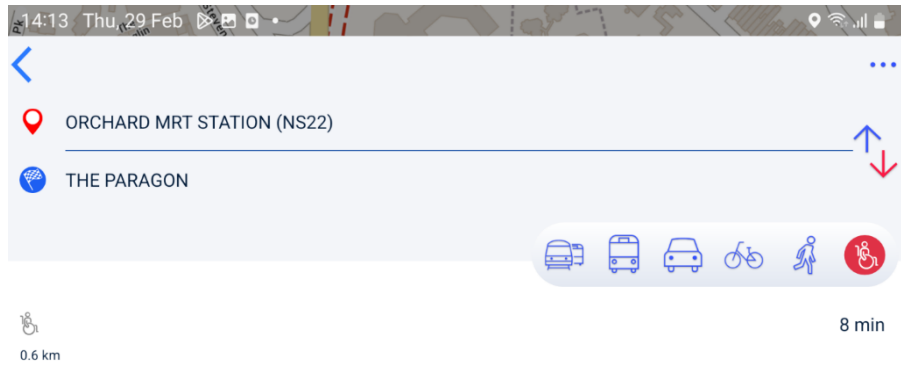 14:13 Thu, 29 Feb
ORCHARD MRT STATION (NS22)
THE PARAGON
8 min
0.6 km